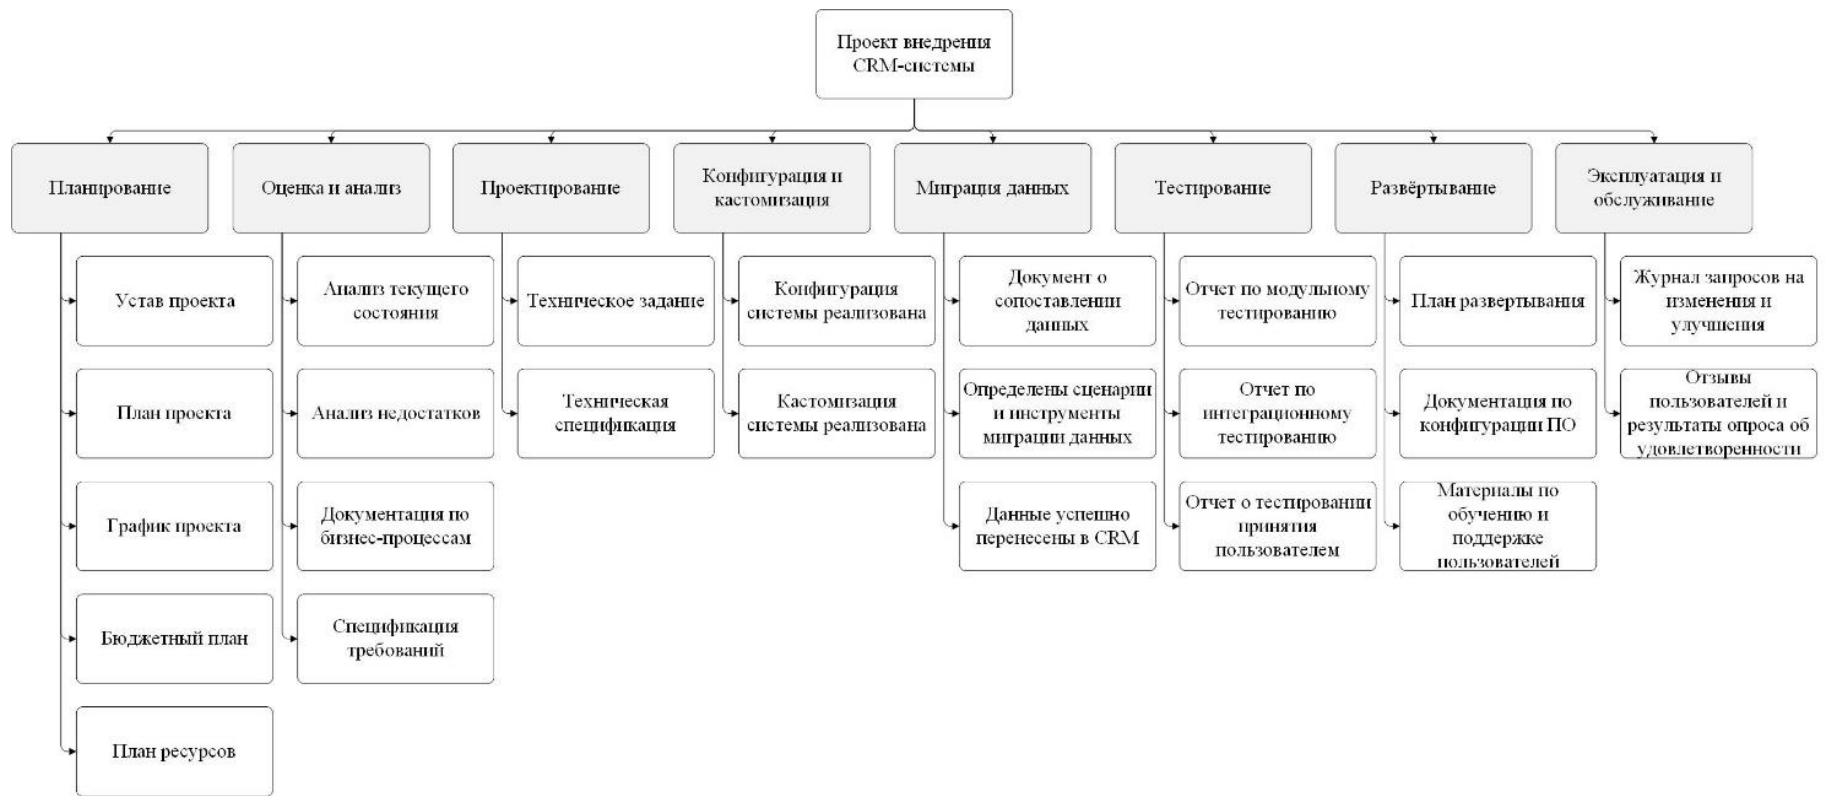 Проект внедрения
CRM-системы
Планирование
Оценка и анализ
Проектирование
Конфигурация и
кастомизация
Миграция данных
Тестирование
Развёртывание
Эксплуатация и
обслуживание
Устав проекта
План проекта
График проекта
Бюджетный план
План ресурсов
Анализ текущего
состояния
Анализ недостатков
Документация по
бизнес-процессам
Спецификация
требований
Техническое задание
Техническая
спецификация
Конфигурация
системы реализована
Кастомизация
системы реализована
Документ о
сопоставлении
данных
Определены сценарии
и инструменты
миграции данных
Данные успешно
перенесены в CRM
Отчет по модульному
тестированию
Отчет по
интеграционному
тестированию
Отчет о тестировании
принятия
пользователем
План развертывания
Документация по
конфигурации ПО
Материалы по
обучению и
поддержке
пользователей
Журнал запросов на
изменения и
улучшения
Отзывы
пользователей и
результаты опроса об
удовлетворенности